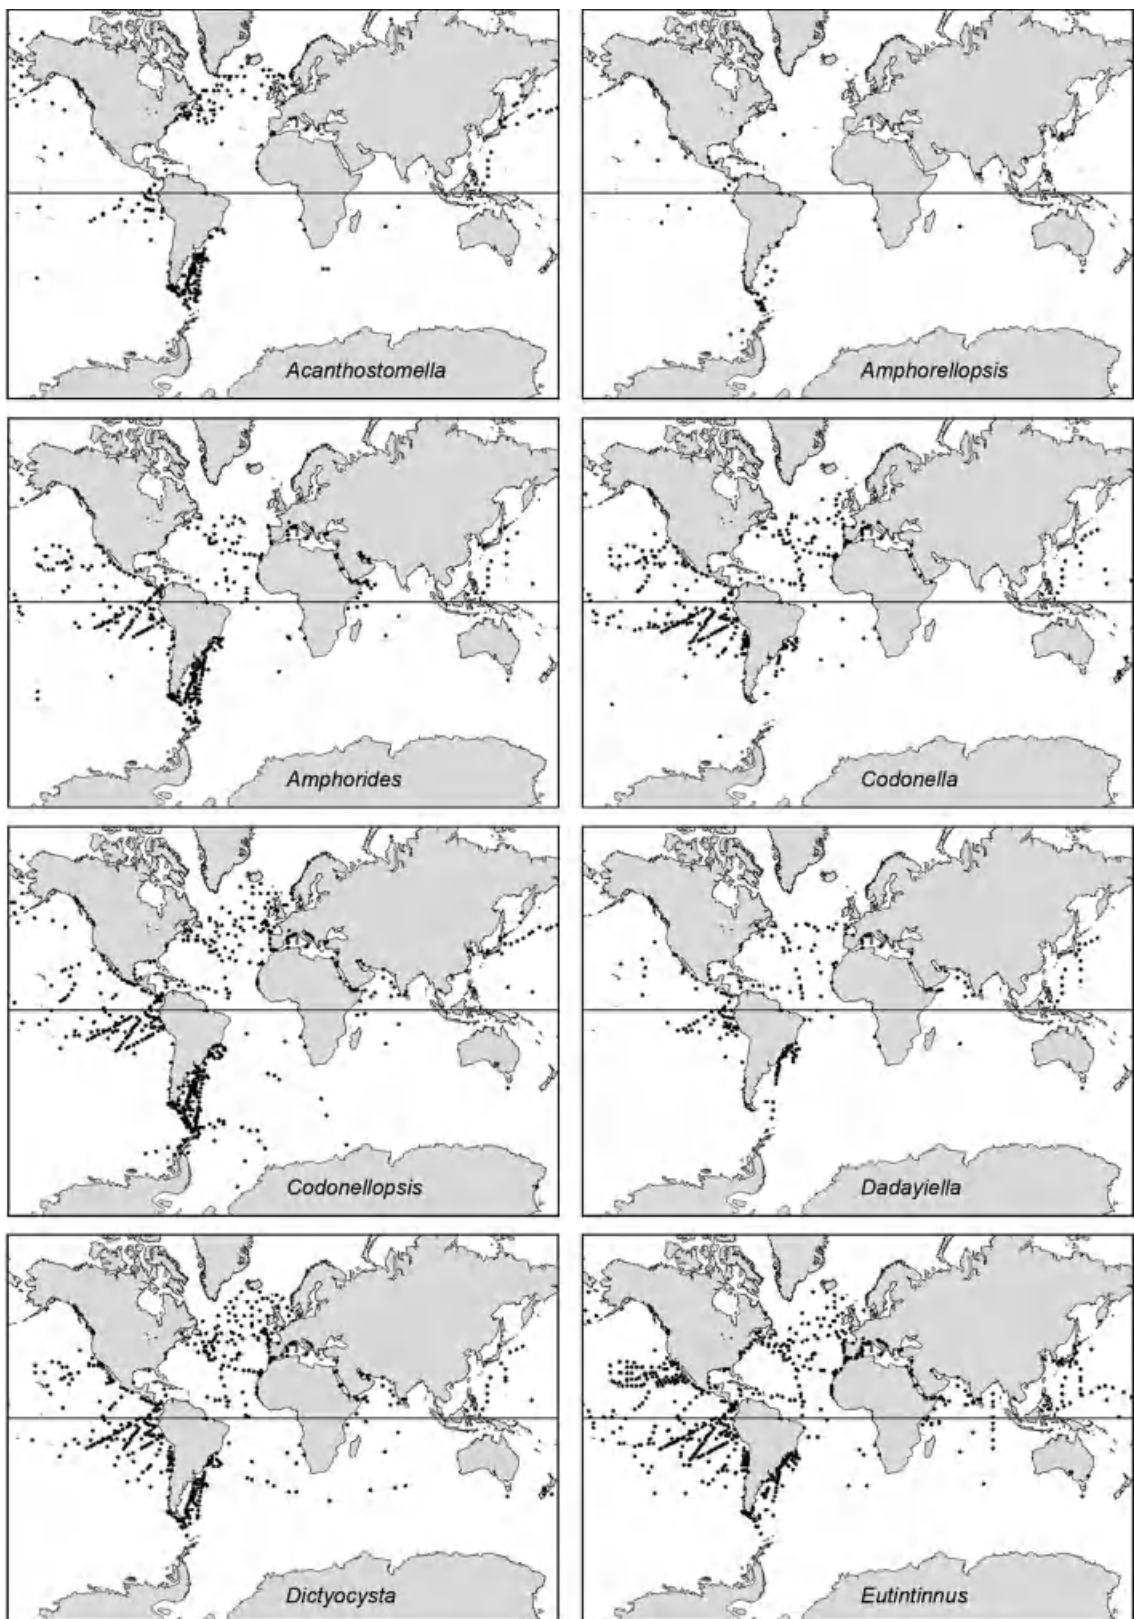 Acanthostomella
Amphorellopsis
Amphorides
Codonella
Codonellopsis
Dadayiella
Dictyocysta
Eutintinnus